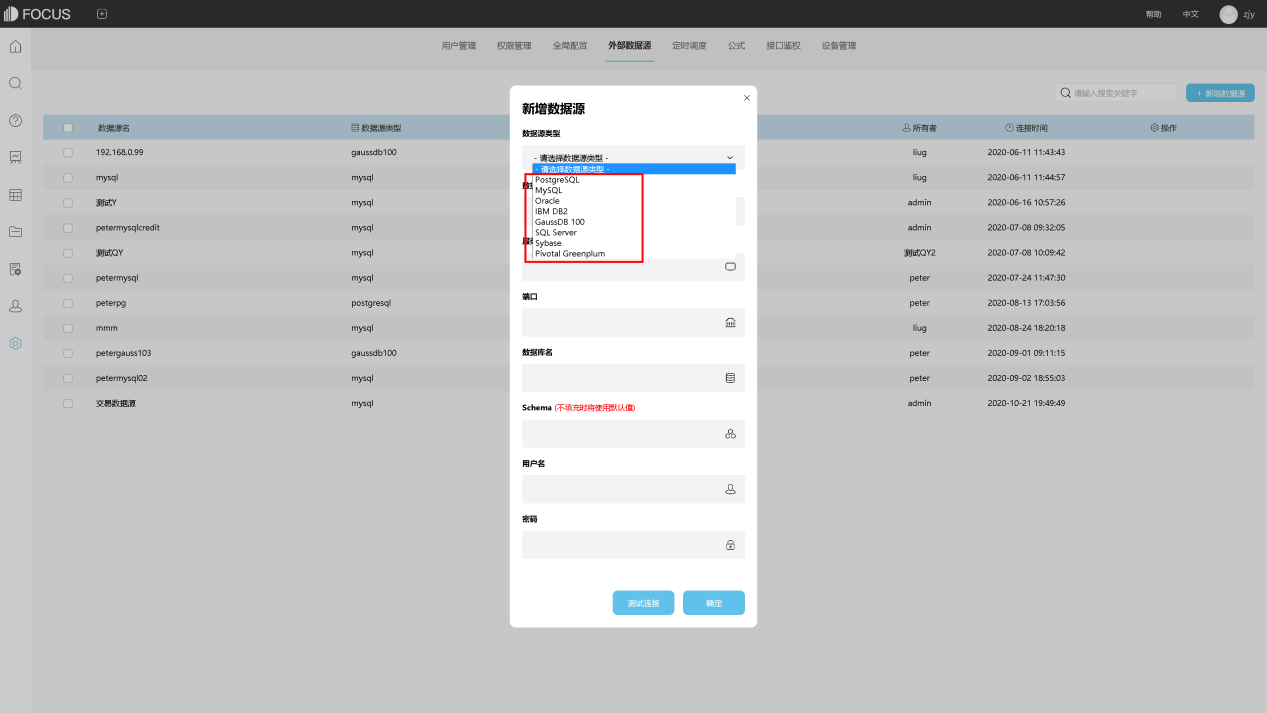 FOCUS
帮助 中文 zjy
用户管理 权限管理 全局配置 外部数据源 定时调度 公式 接口鉴权 设备管理
请输入搜索关键字 + 新增数据源
数据源名 数据源类型 所有者 连接时间 操作
192.168.0.99 gaussdb100 liug 2020-06-11 11:43:43
mysql mysql liug 2020-06-11 11:44:57
测试Y mysql admin 2020-06-16 10:57:26
petermysqlcredit mysql admin 2020-07-08 09:32:05
测试QY mysql 测试QY2 2020-07-08 10:09:42
petermysql mysql peter 2020-07-24 11:47:30
peterpg postgresql peter 2020-08-13 17:03:56
mmm mysql liug 2020-08-24 18:20:18
petergauss103 gaussdb100 peter 2020-09-01 09:11:15
petermysql02 mysql peter 2020-09-02 18:55:03
交易数据源 mysql admin 2020-10-21 19:49:49
新增数据源
数据源类型
- 请选择数据源类型 -
- 请选择数据源类型 -
PostgreSQL
MySQL
Oracle
IBM DB2
GaussDB 100
SQL Server
Sybase
Pivotal Greenplum
端口
数据库名
Schema (不填充时将使用默认值)
用户名
密码
测试连接 确定